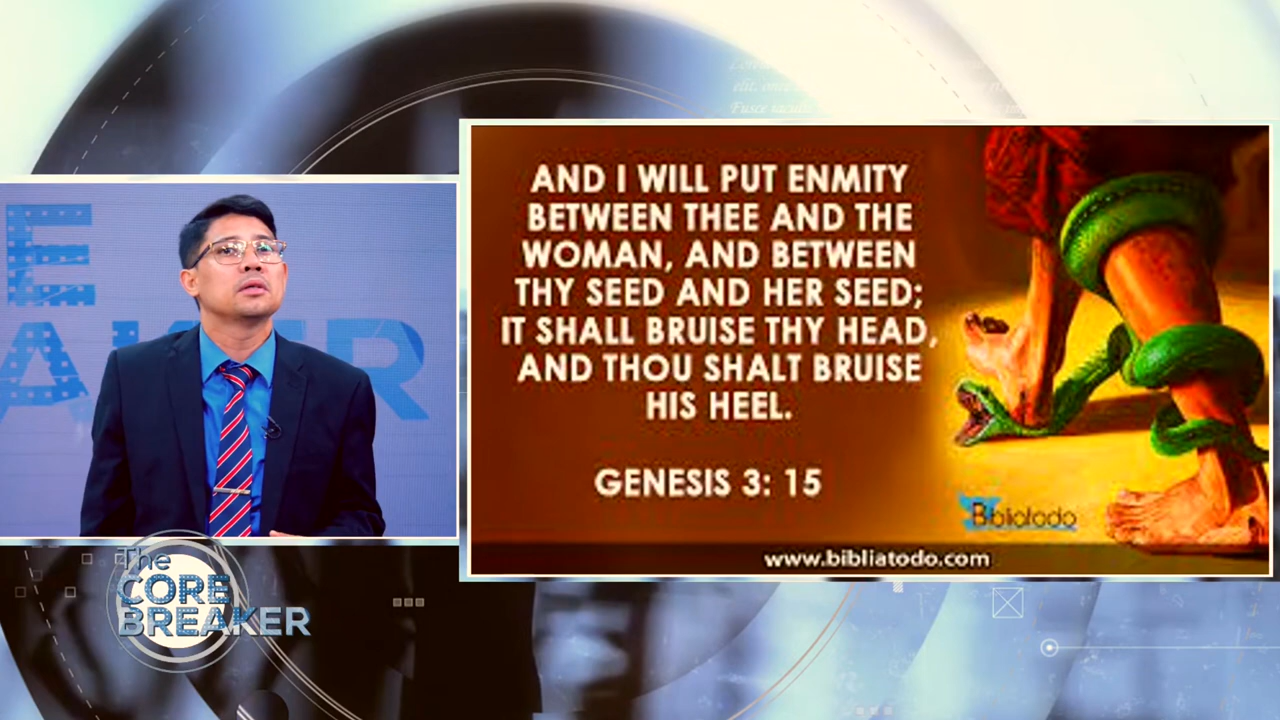 E
AKER
AND I WILL PUT ENMITY
BETWEEN THEE AND THE
WOMAN, AND BETWEEN
THY SEED AND HER SEED;
IT SHALL BRUISE THY HEAD,
AND THOU SHALT BRUISE
HIS HEEL.
GENESIS 3: 15
Bibliatodo
www.bibliatodo.com
The
CORE
BREAKER